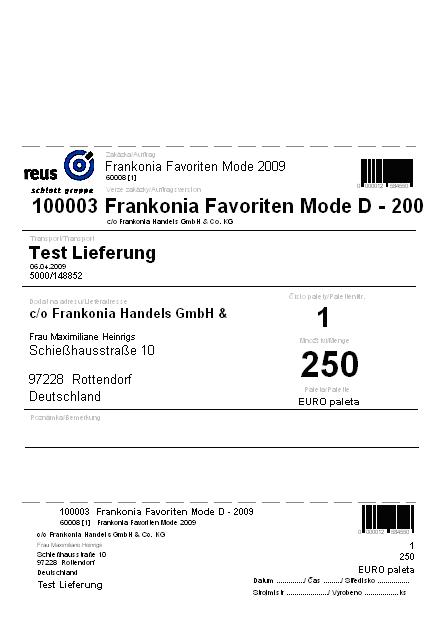 Zakázka/Auftrag
Frankonia Favoriten Mode 2009
60008 [1]
reus
schlott gruppe
Verze zakázky/Auftragsversion
100003 Frankonia Favoriten Mode D - 200
c/o Frankonia Handels GmbH & Co. KG
Transport/Transport
Test Lieferung
06.04.2009
5000/148852
Dodací na adresu/Lieferadresse
c/o Frankonia Handels GmbH &
Frau Maximiliane Heinrigs
Schießhausstraße 10
97228 Rottendorf
Deutschland
Číslo palety/Palettennr.
1
Množství/Menge
250
Paleta/Palette
EURO paleta
Poznámka/Bemerkung
100003 Frankonia Favoriten Mode D - 2009
60008 [1] Frankonia Favoriten Mode 2009
c/o Frankonia Handels GmbH & Co. KG
Frau Maximiliane Heinrigs
Schießhausstraße 10
97228 Rottendorf
Deutschland
Test Lieferung
1
250
EURO paleta
Datum ............../ Čas ........../ Středisko .................
Stroj/mistr ...................../ Vyrobeno ....................ks